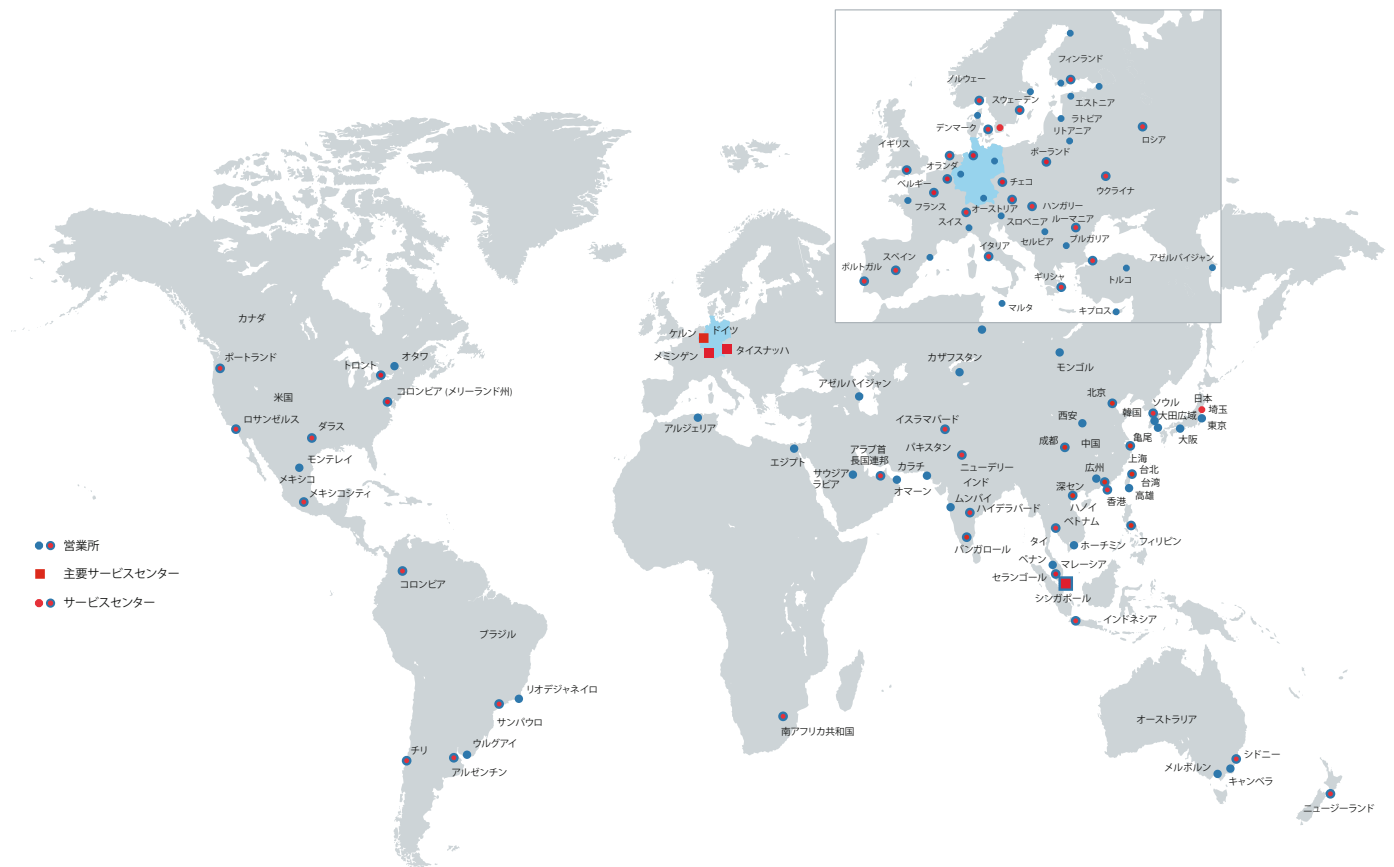 フィンランド
ノルウェー
スウェーデン
エストニア
ラトビア
デンマーク
リトアニア
ロシア
イギリス
ポーランド
オランダ
ベルギー
チェコ
ウクライナ
フランス
オーストリア
ハンガリー
スイス
スロベニア
ルーマニア
セルビア
ブルガリア
イタリア
スペイン
ポルトガル
アゼルバイジャン
ギリシャ
トルコ
マルタ
キプロス
カナダ
ポートランド
トロント
オタワ
コロンビア (メリーランド州)
米国
ロサンゼルス
ダラス
モンテレイ
メキシコ
メキシコシティ
ケルン
ドイツ
メミンゲン
タイスナッハ
カザフスタン
モンゴル
アゼルバイジャン
アルジェリア
エジプト
イスラマバード
パキスタン
アラブ首
長国連邦
カラチ
サウジア
ラビア
オマーン
ニューデリー
インド
ムンバイ
ハイデラバード
バンガロール
北京
西安
韓国
ソウル
大田広域
日本
埼玉
東京
成都
中国
亀尾
大阪
上海
広州
台北
台湾
深セン
香港
高雄
ハノイ
ベトナム
タイ
フィリピン
ホーチミン
ペナン
マレーシア
セランゴール
シンガポール
インドネシア
営業所
主要サービスセンター
サービスセンター
コロンビア
ブラジル
リオデジャネイロ
サンパウロ
チリ
ウルグアイ
アルゼンチン
南アフリカ共和国
オーストラリア
シドニー
メルボルン
キャンベラ
ニュージーランド